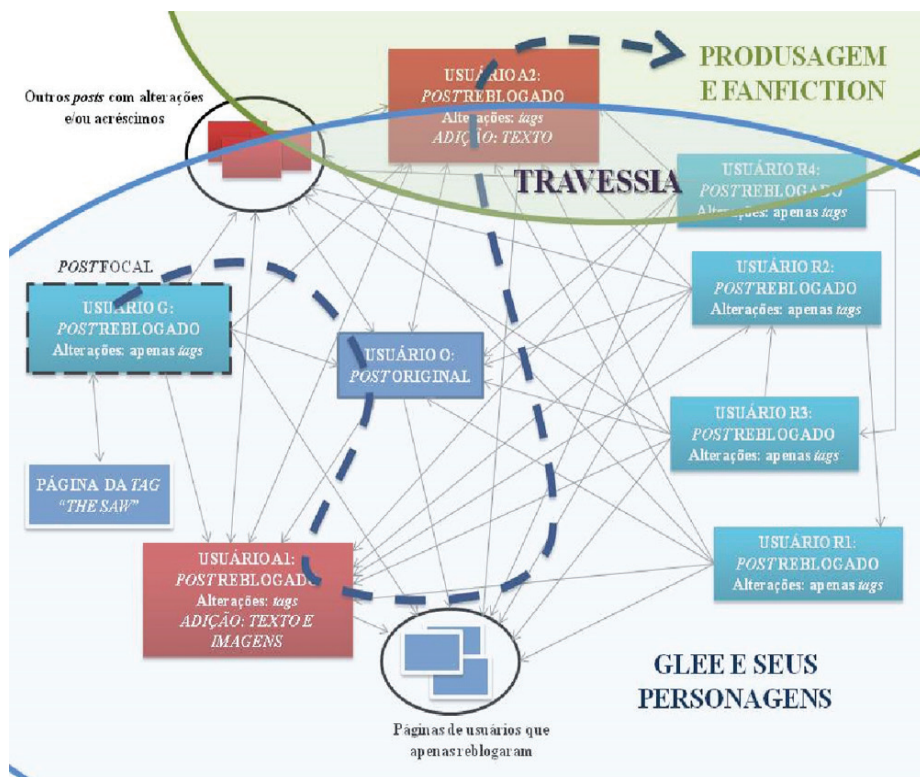 PRODUSAGEM
E FANFICTION
Outros posts com alterações
e/ou acréscimos
USUÁRIO A2:
POST REBLOGADO
Alterações: tags
ADIÇÃO: TEXTO
TRAVESSIA
USUÁRIO R4:
POST REBLOGADO
Alterações: apenas tags
POST FOCAL
USUÁRIO G:
POST REBLOGADO
Alterações: apenas tags
USUÁRIO R2:
POST REBLOGADO
Alterações: apenas tags
USUÁRIO O:
POST ORIGINAL
USUÁRIO R3:
POST REBLOGADO
Alterações: apenas tags
PÁGINA DA TAG
"THE SAW"
USUÁRIO A1:
POST REBLOGADO
Alterações: tags
ADIÇÃO: TEXTO E
IMAGENS
USUÁRIO R1:
POST REBLOGADO
Alterações: apenas tags
GLEE E SEUS
PERSONAGENS
Páginas de usuários que
apenas reblogaram